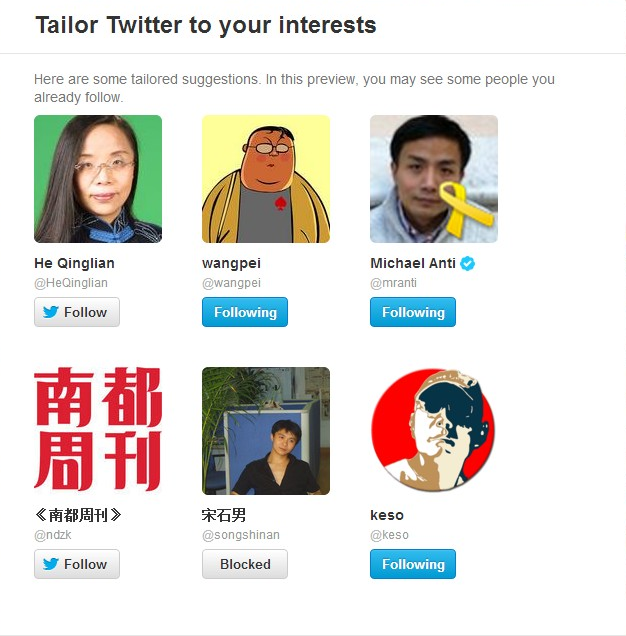 Tailor Twitter to your interests
Here are some tailored suggestions. In this preview, you may see some people you
already follow.
He Qinglian
@HeQinglian
Follow
wangpei
@wangpei
Following
Michael Anti
@mranti
Following
南都
周刊
《南都周刊》
@ndzk
Follow
宋石男
@songshinan
Blocked
keso
@keso
Following